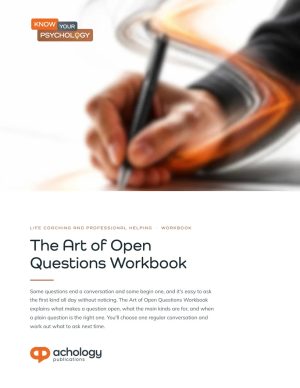 KNOW YOUR
PSYCHOLOGY
LIFE COACHING AND PROFESSIONAL HELPING · WORKBOOK
The Art of Open
Questions Workbook
Some questions end a conversation and some begin one, and it's easy to ask
the first kind all day without noticing. The Art of Open Questions Workbook
explains what makes a question open, what the main kinds are for, and when
a plain question is the right one. You'll choose one regular conversation and
work out what to ask next time.
achology
publications